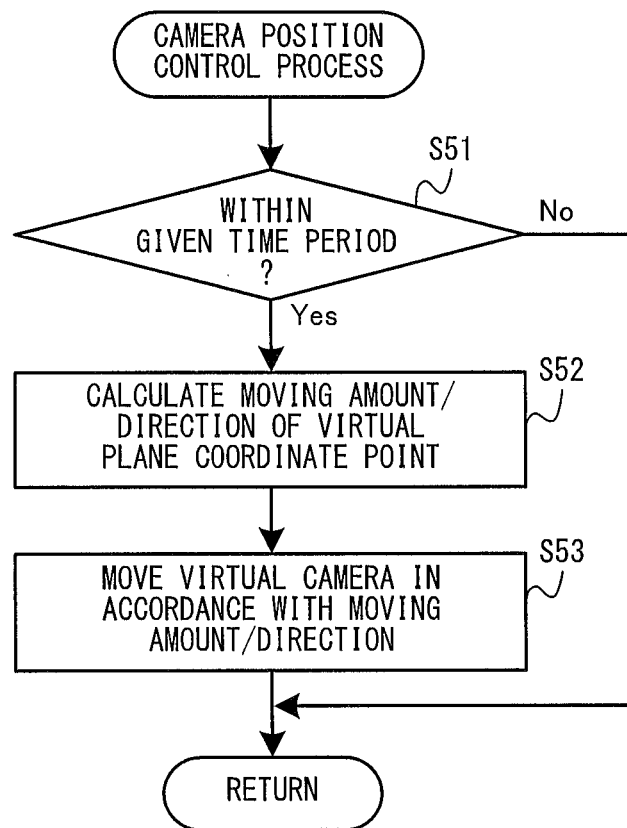 CAMERA POSITION
CONTROL PROCESS
S51
WITHIN
GIVEN TIME PERIOD
?
No
Yes
S52
CALCULATE MOVING AMOUNT/
DIRECTION OF VIRTUAL
PLANE COORDINATE POINT
S53
MOVE VIRTUAL CAMERA IN
ACCORDANCE WITH MOVING
AMOUNT/DIRECTION
RETURN